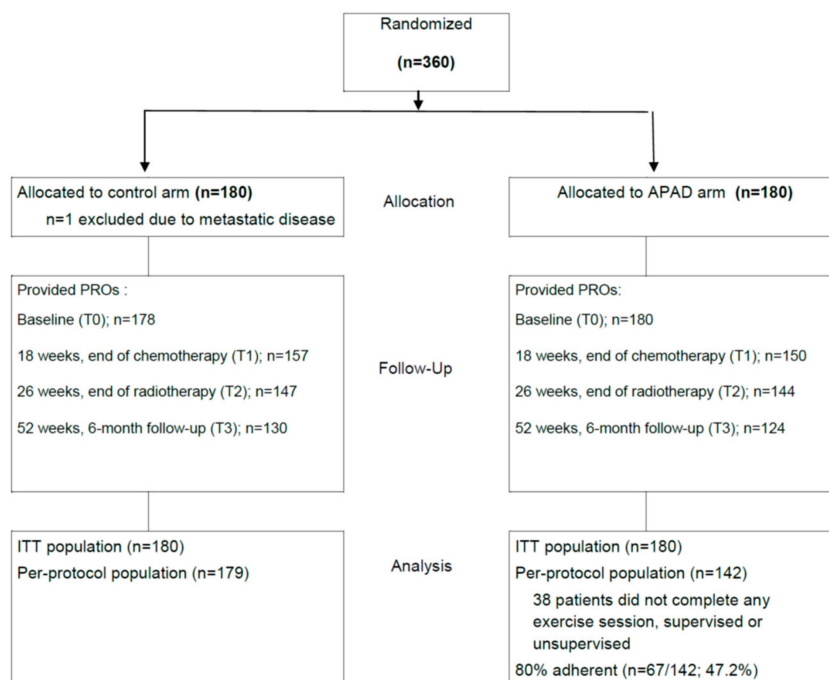 Randomized
(n=360)
Allocated to control arm (n=180)
n=1 excluded due to metastatic disease
Allocation
Allocated to APAD arm (n=180)
Provided PROs :
Baseline (T0); n=178
18 weeks, end of chemotherapy (T1); n=157
26 weeks, end of radiotherapy (T2); n=147
52 weeks, 6-month follow-up (T3); n=130
Follow-Up
Provided PROs:
Baseline (T0); n=180
18 weeks, end of chemotherapy (T1); n=150
26 weeks, end of radiotherapy (T2); n=144
52 weeks, 6-month follow-up (T3); n=124
ITT population (n=180)
Per-protocol population (n=179)
Analysis
ITT population (n=180)
Per-protocol population (n=142)
38 patients did not complete any
exercise session, supervised or
unsupervised
80% adherent (n=67/142; 47.2%)